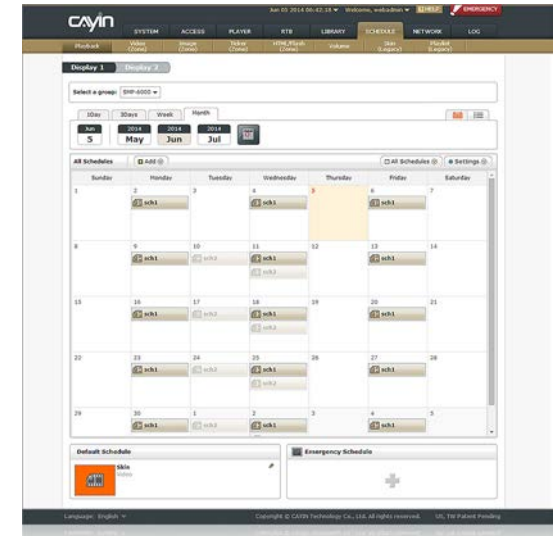 Jun 05 2014 06:42:18 Welcome, webadmin HELP EMERGENCY
CAYIN
SYSTEM ACCESS PLAYER RTB LIBRARY SCHEDULE NETWORK LOG
Playback Video (Zone) Image (Zone) Ticker (Zone) HTML/Flash (Zone) Volume Skin (Legacy) Playlist (Legacy)
Display 1 Display 2
Select a group: SMP-6000
1Day 3Days Week Month
Jun 2014 2014 2014
5 May Jun Jul
All Schedules Add All Schedules Settings
Sunday Monday Tuesday Wednesday Thursday Friday Saturday
1 2 3 4 5 6 7
sch1 sch1 sch1
8 9 10 11 12 13 14
sch1 sch2 sch1 sch1
sch2
15 16 17 18 19 20 21
sch1 sch2 sch1 sch1
sch2
22 23 24 25 26 27 28
sch1 sch2 sch1 sch1
sch2
29 30 1 2 3 4 5
sch1 sch2 sch1 sch1
Default Schedule Emergency Schedule
Skin
Video
Language: English Copyright © CAYIN Technology Co., Ltd. All rights reserved. US, TW Patent Pending